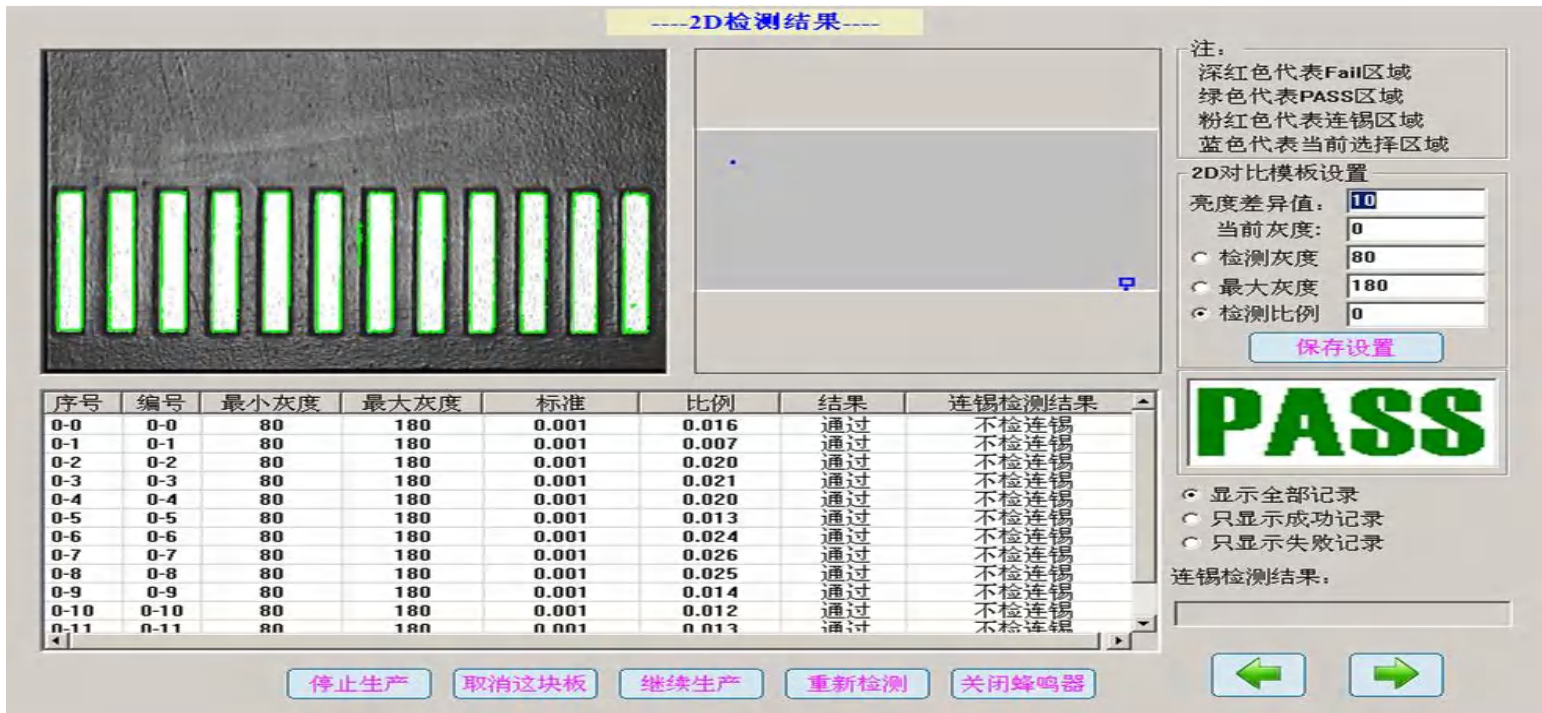 ----2D检测结果----
注:
深红色代表Fail区域
绿色代表PASS区域
粉红色代表连锡区域
蓝色代表当前选择区域
2D对比模板设置
亮度差异值: 10
当前灰度: 0
检测灰度 80
最大灰度 180
检测比例 0
保存设置
PASS
显示全部记录
只显示成功记录
只显示失败记录
连锡检测结果:
序号 编号 最小灰度 最大灰度 标准 比例 结果 连锡检测结果
0-0 0-0 80 180 0.001 0.016 通过 不检连锡
0-1 0-1 80 180 0.001 0.007 通过 不检连锡
0-2 0-2 80 180 0.001 0.020 通过 不检连锡
0-3 0-3 80 180 0.001 0.021 通过 不检连锡
0-4 0-4 80 180 0.001 0.020 通过 不检连锡
0-5 0-5 80 180 0.001 0.013 通过 不检连锡
0-6 0-6 80 180 0.001 0.024 通过 不检连锡
0-7 0-7 80 180 0.001 0.026 通过 不检连锡
0-8 0-8 80 180 0.001 0.025 通过 不检连锡
0-9 0-9 80 180 0.001 0.014 通过 不检连锡
0-10 0-10 80 180 0.001 0.012 通过 不检连锡
0-11 0-11 80 180 0.001 0.013 通过 不检连锡
停止生产 取消这块板 继续生产 重新检测 关闭蜂鸣器